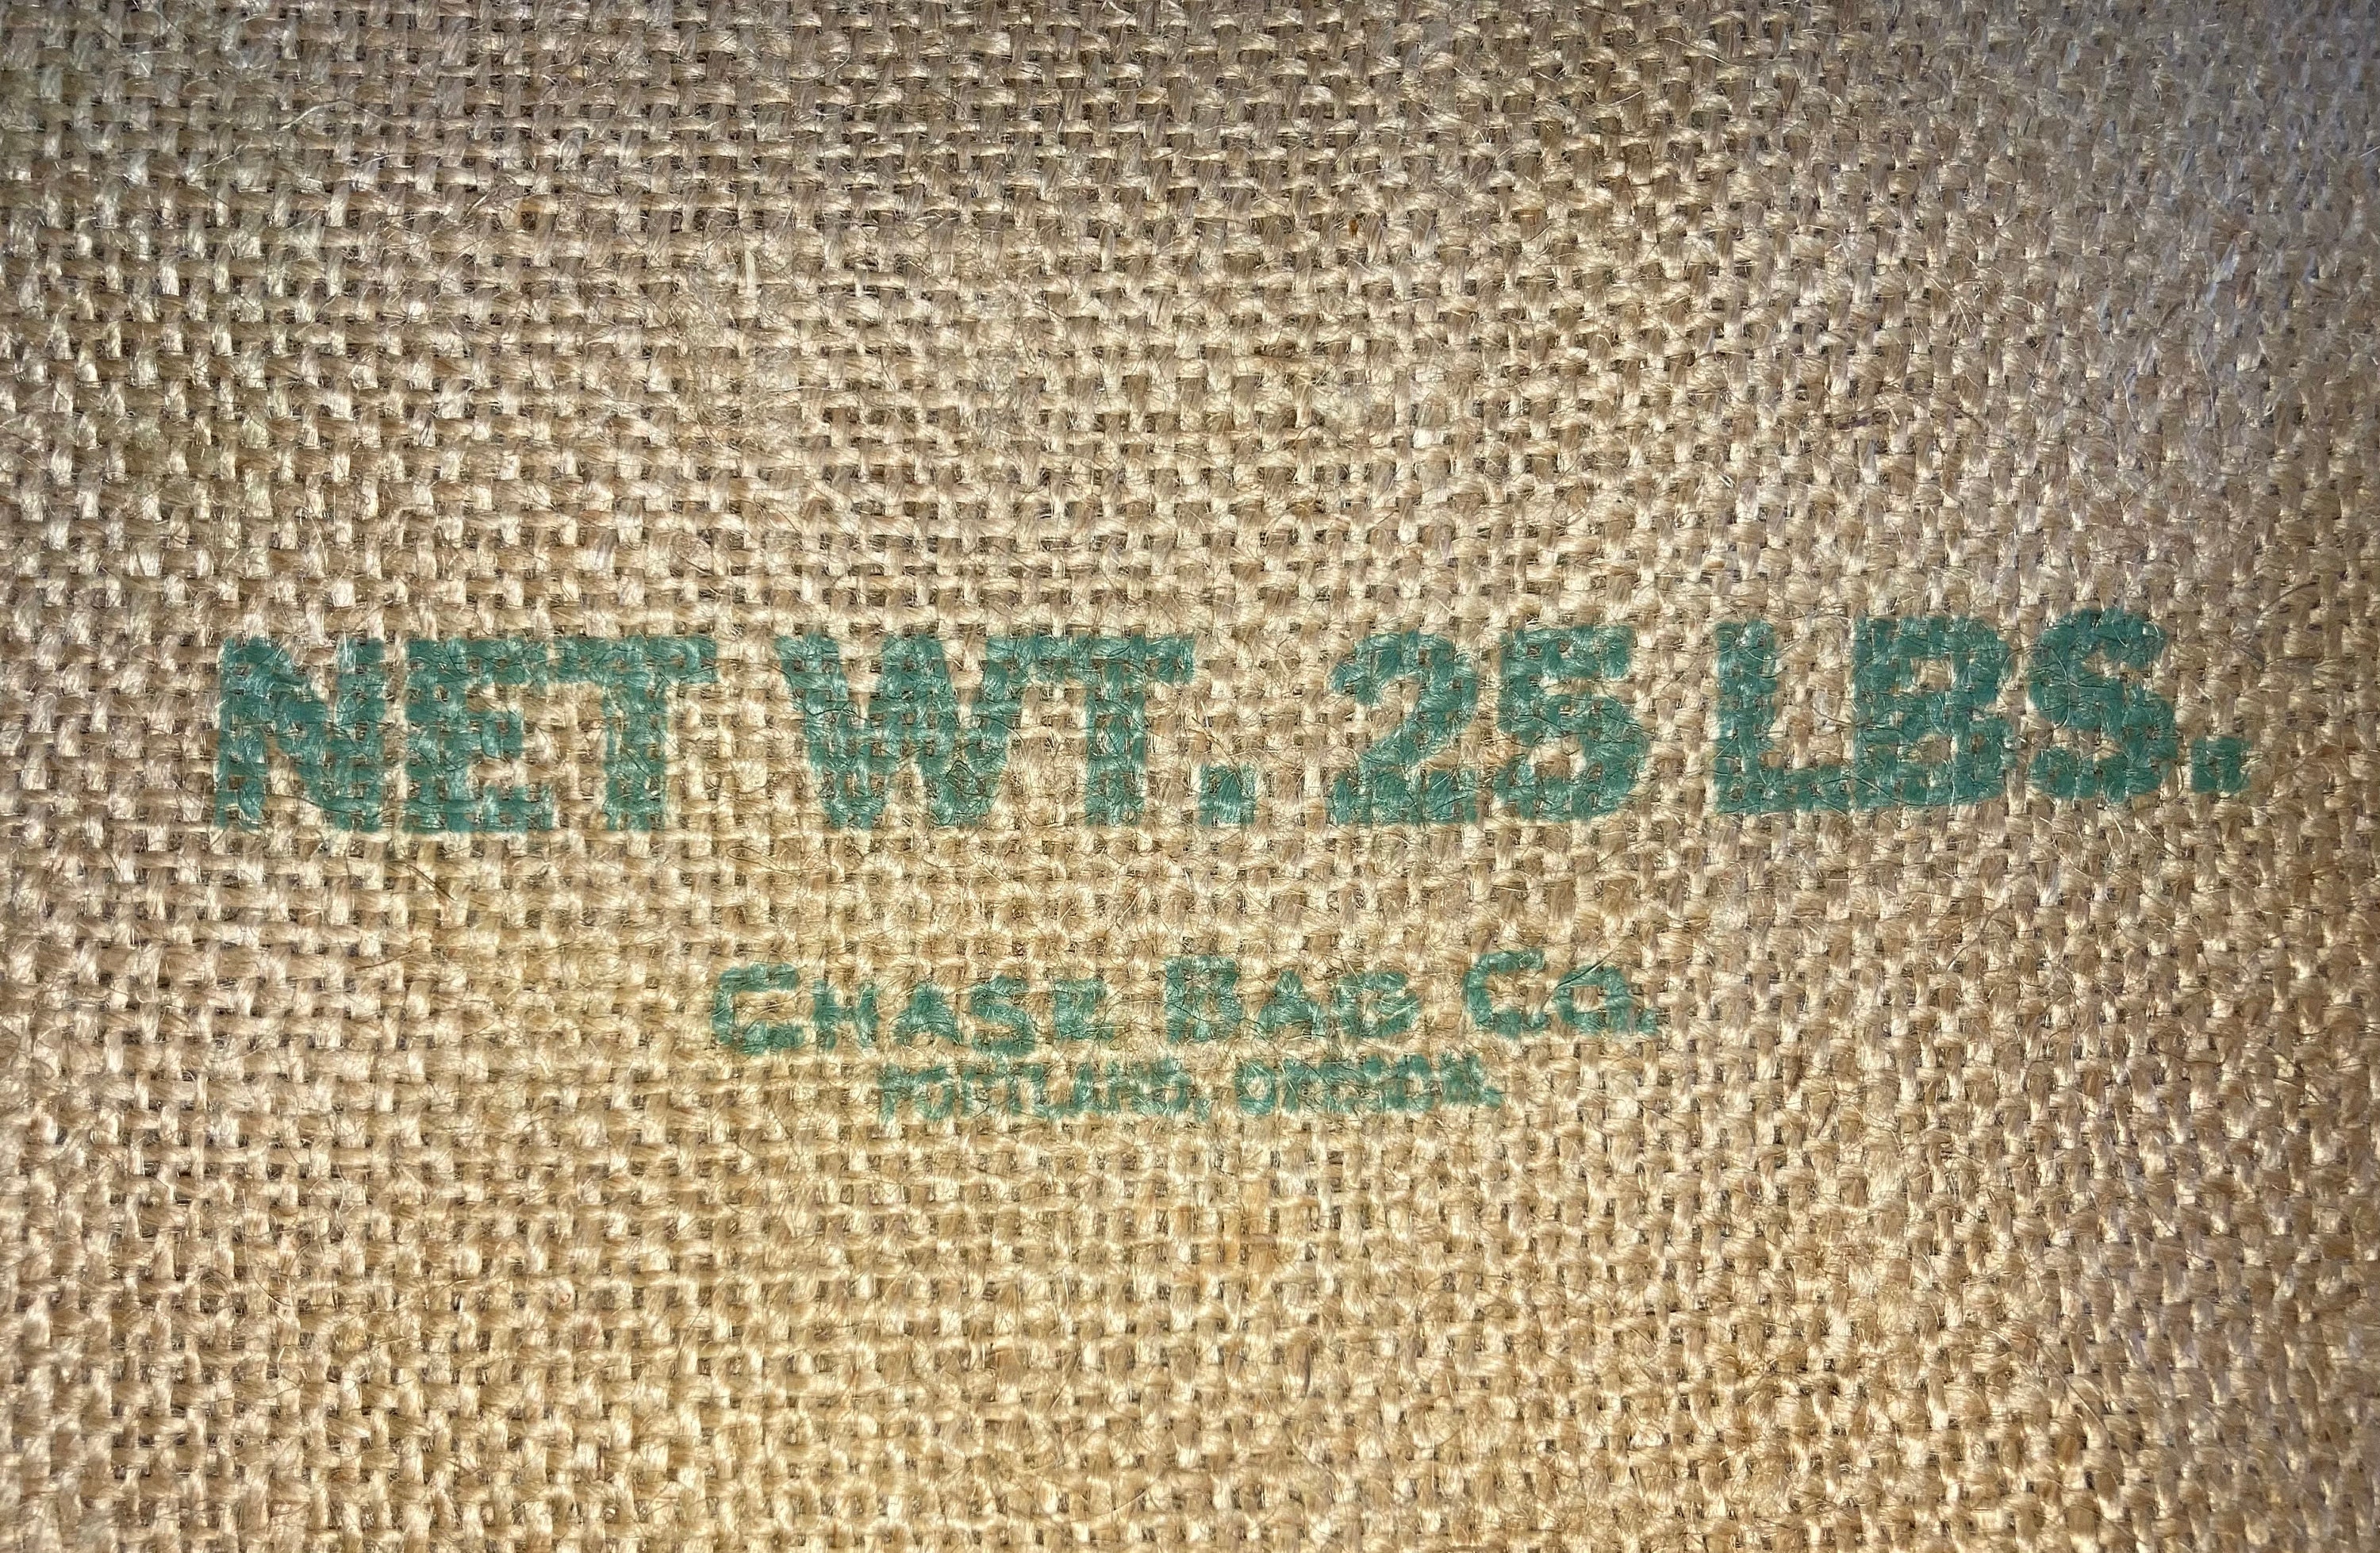 NET WT. 25 LBS.
CHASE BAG CO.
PORTLAND, OREGON.